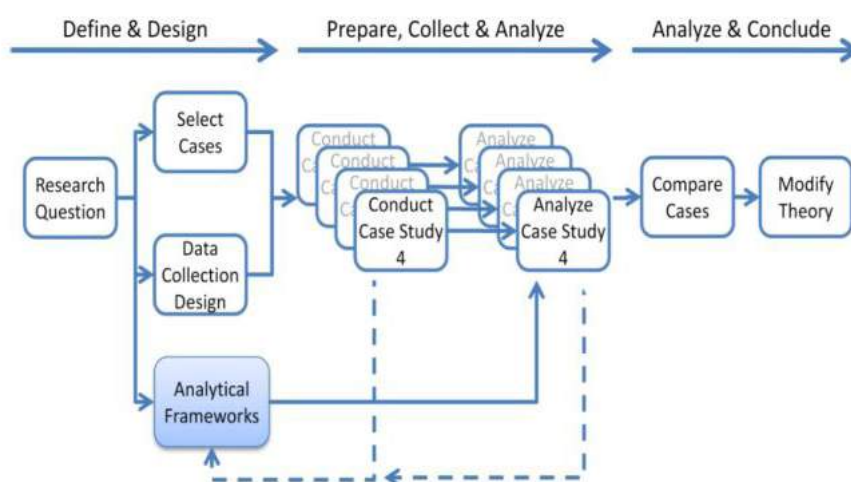 Define & Design
Prepare, Collect & Analyze
Analyze & Conclude
Select
Cases
Research
Question
Data
Collection
Design
Analytical
Frameworks
Conduct
Conduct
Conduct
Conduct
Case Study
4
Analyze
Analyze
Analyze
Analyze
Case Study
4
Compare
Cases
Modify
Theory